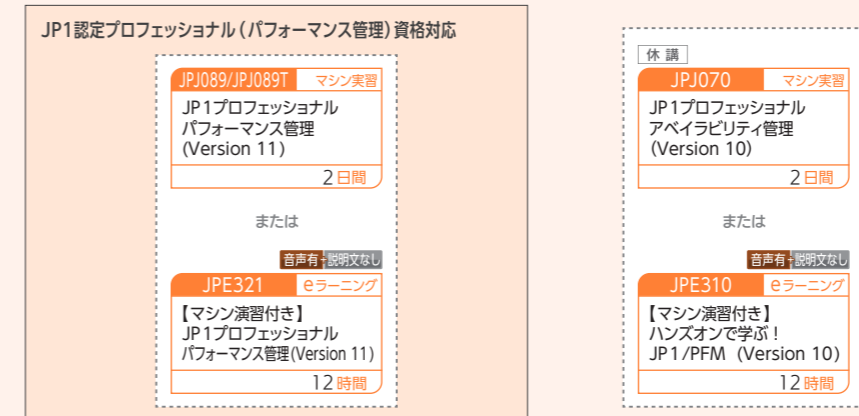 JP1認定プロフェッショナル(パフォーマンス管理)資格対応
JPJ089/JPJ089T マシン実習
JP1プロフェッショナル
パフォーマンス管理
(Version 11)
2日間
または
音声有・説明文なし
JPE321 eラーニング
【マシン演習付き】
JP1プロフェッショナル
パフォーマンス管理(Version 11)
12時間
休 講
JPJ070 マシン実習
JP1プロフェッショナル
アベイラビリティ管理
(Version 10)
2日間
または
音声有・説明文なし
JPE310 eラーニング
【マシン演習付き】
ハンズオンで学ぶ!
JP1/PFM (Version 10)
12時間